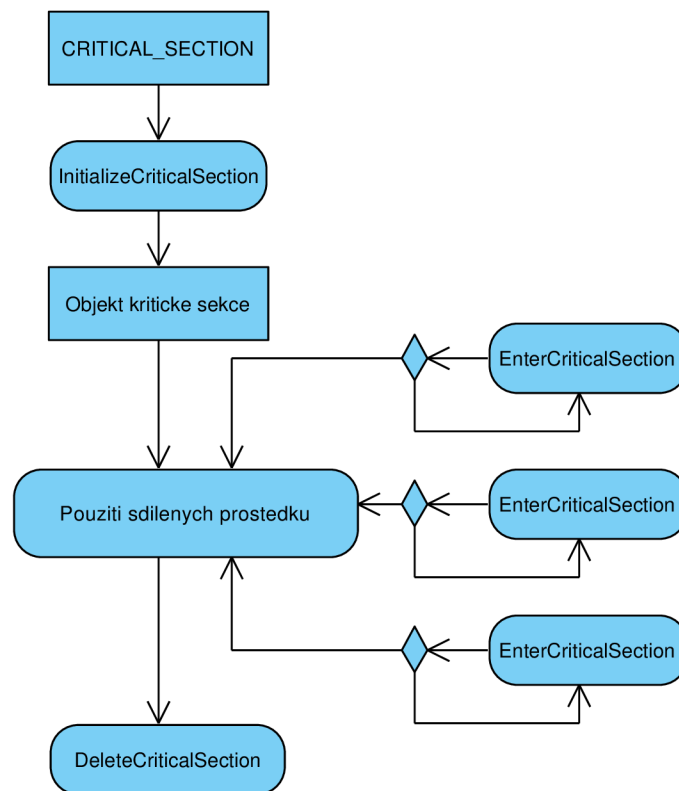 CRITICAL_SECTION
InitializeCriticalSection
Objekt kriticke sekce
EnterCriticalSection
Pouziti sdilenych prostedku
EnterCriticalSection
EnterCriticalSection
DeleteCriticalSection